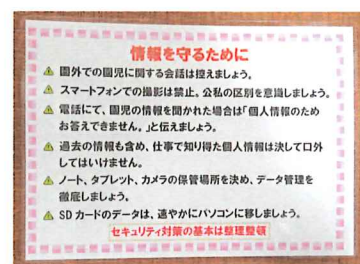 情報を守るために
園外での園児に関する会話は控えましょう。
スマートフォンでの撮影は禁止。公私の区別を意識しましょう。
電話にて、園児の情報を聞かれた場合は「個人情報のため
お答えできません。」と伝えましょう。
過去の情報も含め、仕事で知り得た個人情報は決して口外
してはいけません。
ノート、タブレット、カメラの保管場所を決め、データ管理を
徹底しましょう。
SDカードのデータは、速やかにパソコンに移しましょう。
セキュリティ対策の基本は整理整頓